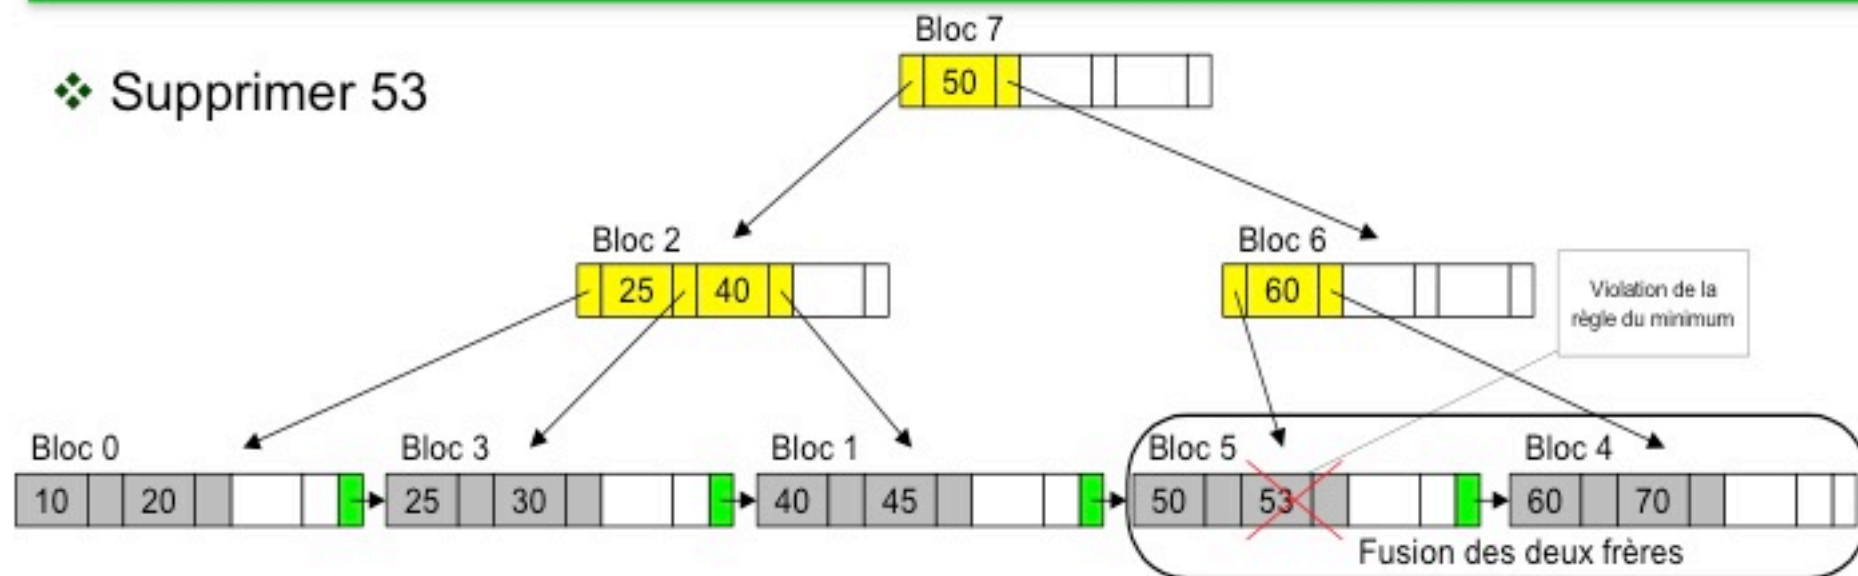 Bloc 7
❖ Supprimer 53
50
Bloc 2
Bloc 6
25 40
60
Violation de la
règle du minimum
Bloc 0
Bloc 3
Bloc 1
Bloc 5
Bloc 4
10 20
25 30
40 45
50 53
60 70
Fusion des deux frères